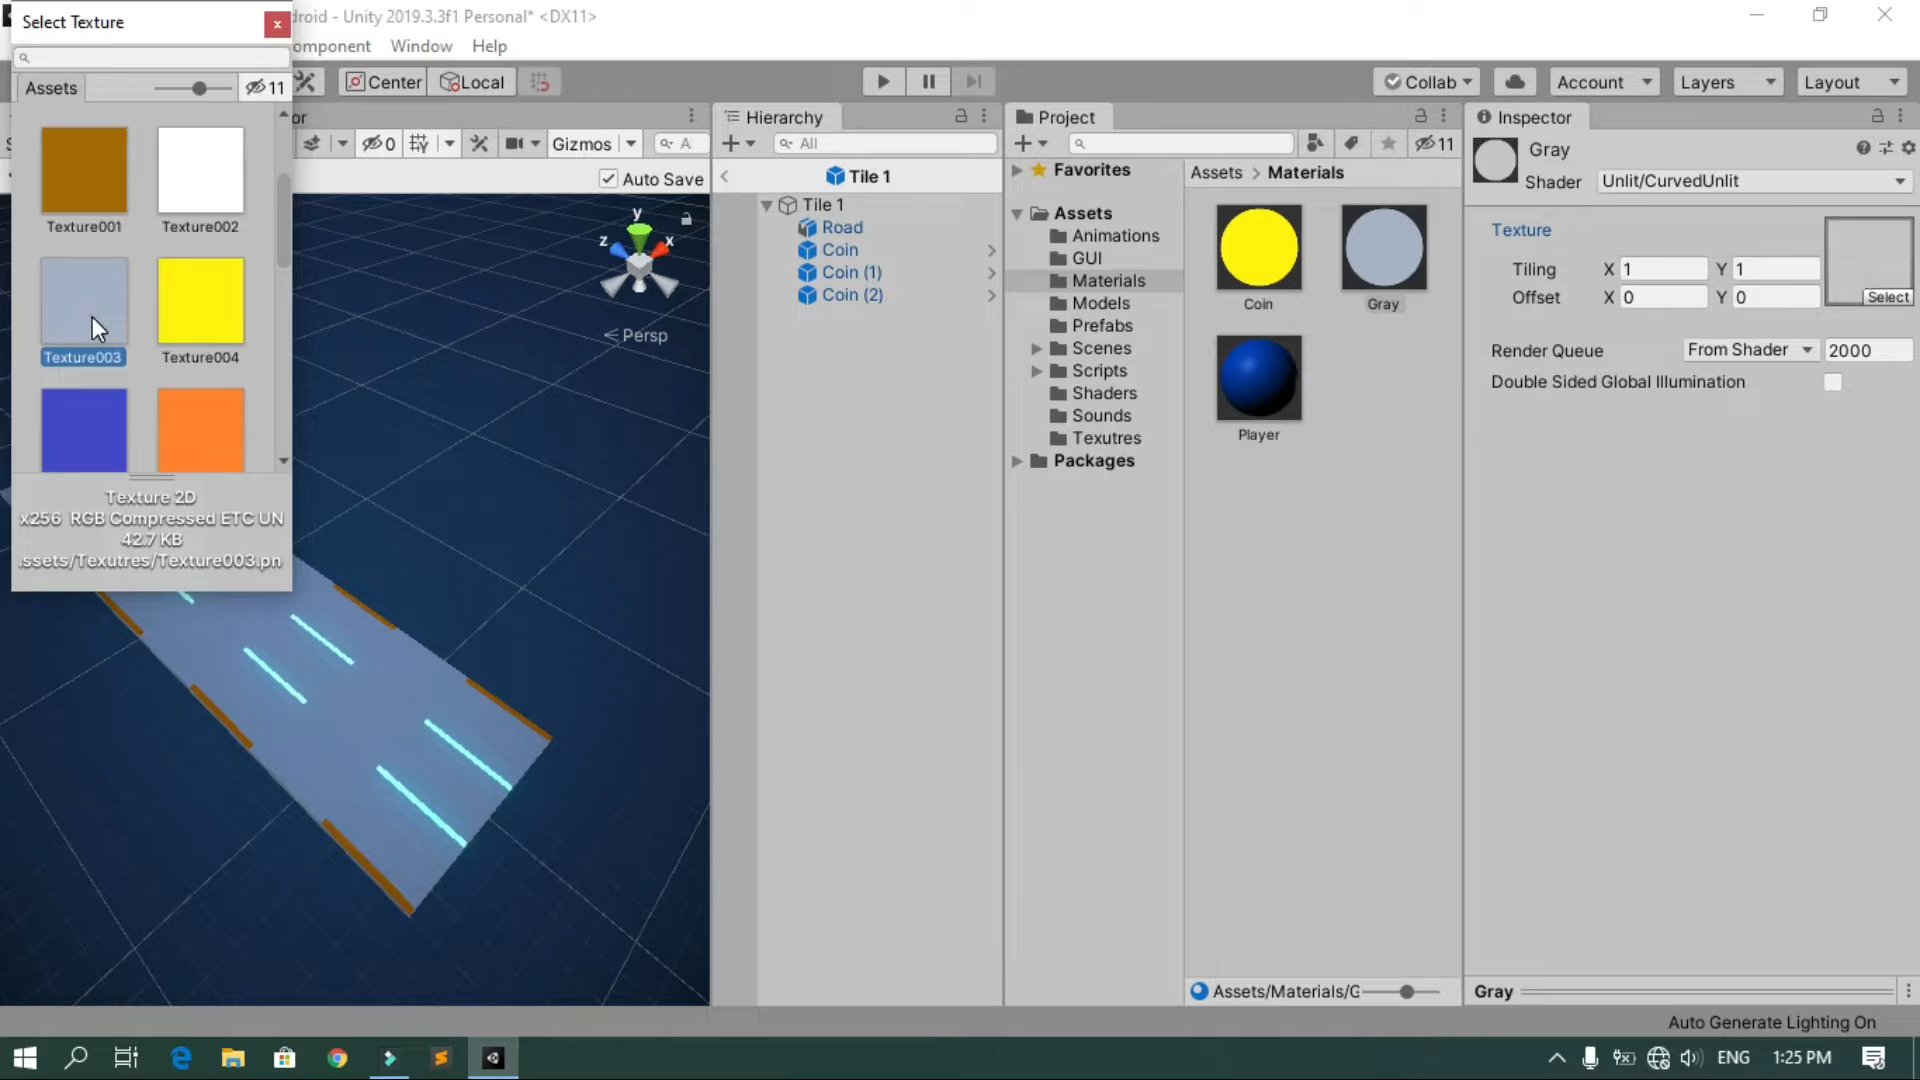 Select Texture
x
droid - Unity 2019.3.3f1 Personal* <DX11>
omponent Window Help
Assets
11
Center
Local
Collab
Account
Layers
Layout
Texture001
Texture002
Texture003
Texture004
Texture 2D
x256 RGB Compressed ETC UN
42.7 KB
ssets/Texutres/Texture003.pn
or
0
Gizmos
A
Auto Save
y
z
x
< Persp
Hierarchy
All
Tile 1
Tile 1
Road
Coin
Coin (1)
Coin (2)
Project
11
Favorites
Assets
Animations
GUI
Materials
Models
Prefabs
Scenes
Scripts
Shaders
Sounds
Texutres
Packages
Assets > Materials
Coin
Gray
Player
Assets/Materials/G
Inspector
Gray
Shader Unlit/CurvedUnlit
Texture
Tiling X 1 Y 1
Offset X 0 Y 0
Select
Render Queue From Shader 2000
Double Sided Global Illumination
Gray
Auto Generate Lighting On
ENG 1:25 PM